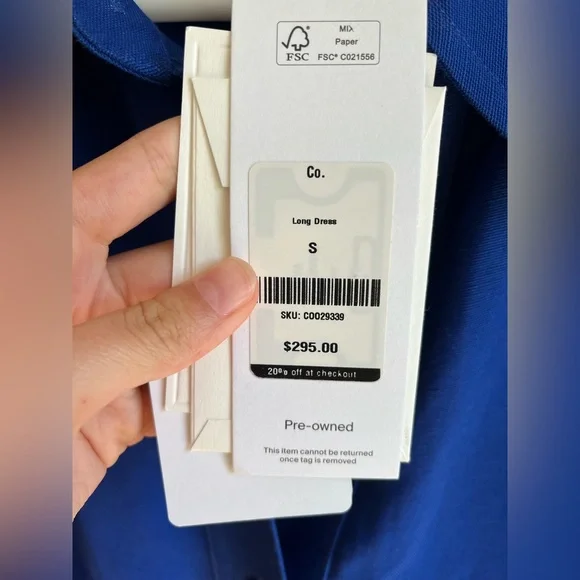 MIX
Paper
FSC
FSC® C021556
Co.
Long Dress
S
SKU: COO29339
$295.00
20% off at checkout
Pre-owned
This item cannot be returned
once tag is removed